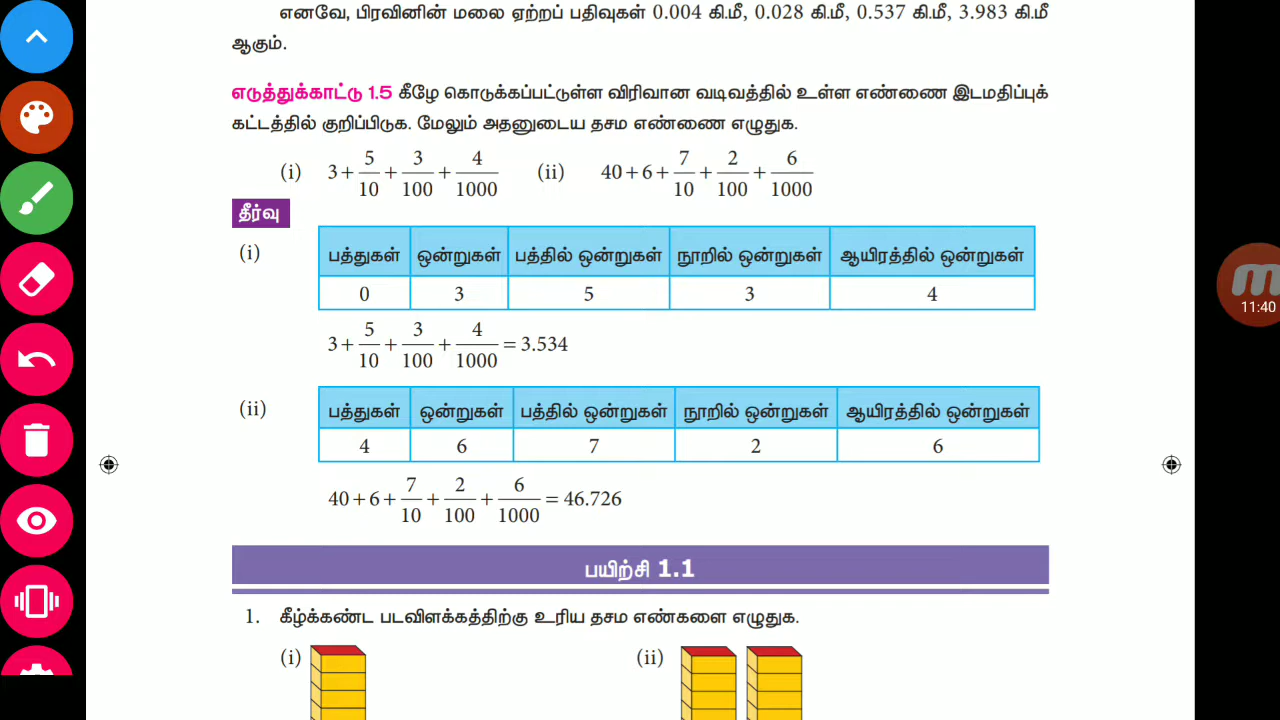 எனவே, பிரவினின் மலை ஏற்றப் பதிவுகள் 0.004 கி.மீ, 0.028 கி.மீ, 0.537 கி.மீ, 3.983 கி.மீ
ஆகும்.
எடுத்துக்காட்டு 1.5 கீழே கொடுக்கப்பட்டுள்ள விரிவான வடிவத்தில் உள்ள எண்ணை இடமதிப்புக்
கட்டத்தில் குறிப்பிடுக. மேலும் அதனுடைய தசம எண்ணை எழுதுக.
(i) 3 + 5/10 + 3/100 + 4/1000 (ii) 40 + 6 + 7/10 + 2/100 + 6/1000
தீர்வு
(i) பத்துகள் ஒன்றுகள் பத்தில் ஒன்றுகள் நூறில் ஒன்றுகள் ஆயிரத்தில் ஒன்றுகள்
0 3 5 3 4
3 + 5/10 + 3/100 + 4/1000 = 3.534
(ii) பத்துகள் ஒன்றுகள் பத்தில் ஒன்றுகள் நூறில் ஒன்றுகள் ஆயிரத்தில் ஒன்றுகள்
4 6 7 2 6
40 + 6 + 7/10 + 2/100 + 6/1000 = 46.726
பயிற்சி 1.1
1. கீழ்க்கண்ட படவிளக்கத்திற்கு உரிய தசம எண்களை எழுதுக.
(i) (ii)
11:40